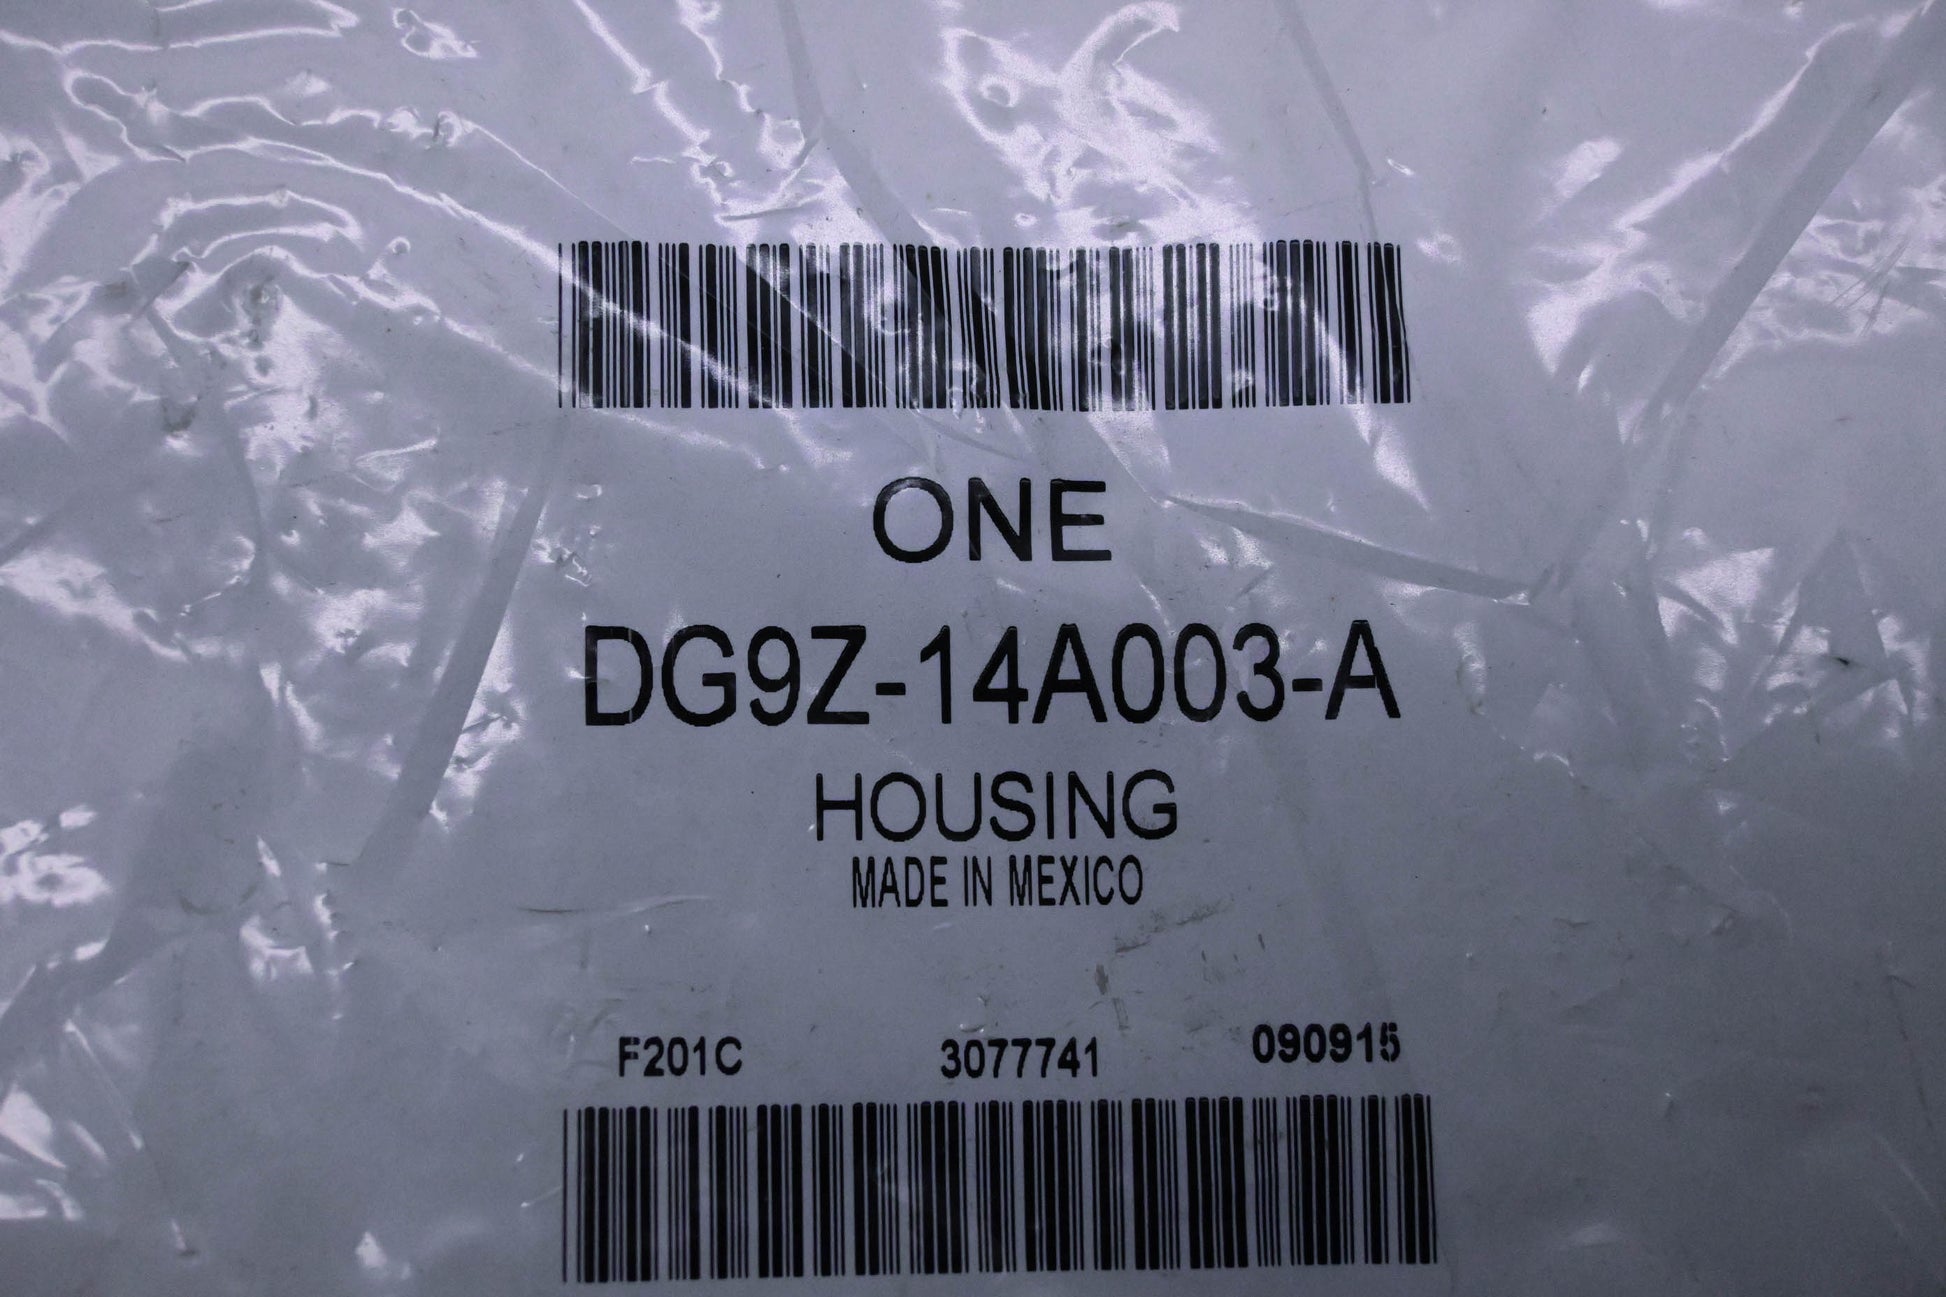 ONE
DG9Z-14A003-A
HOUSING
MADE IN MEXICO
F201C 3077741 090915